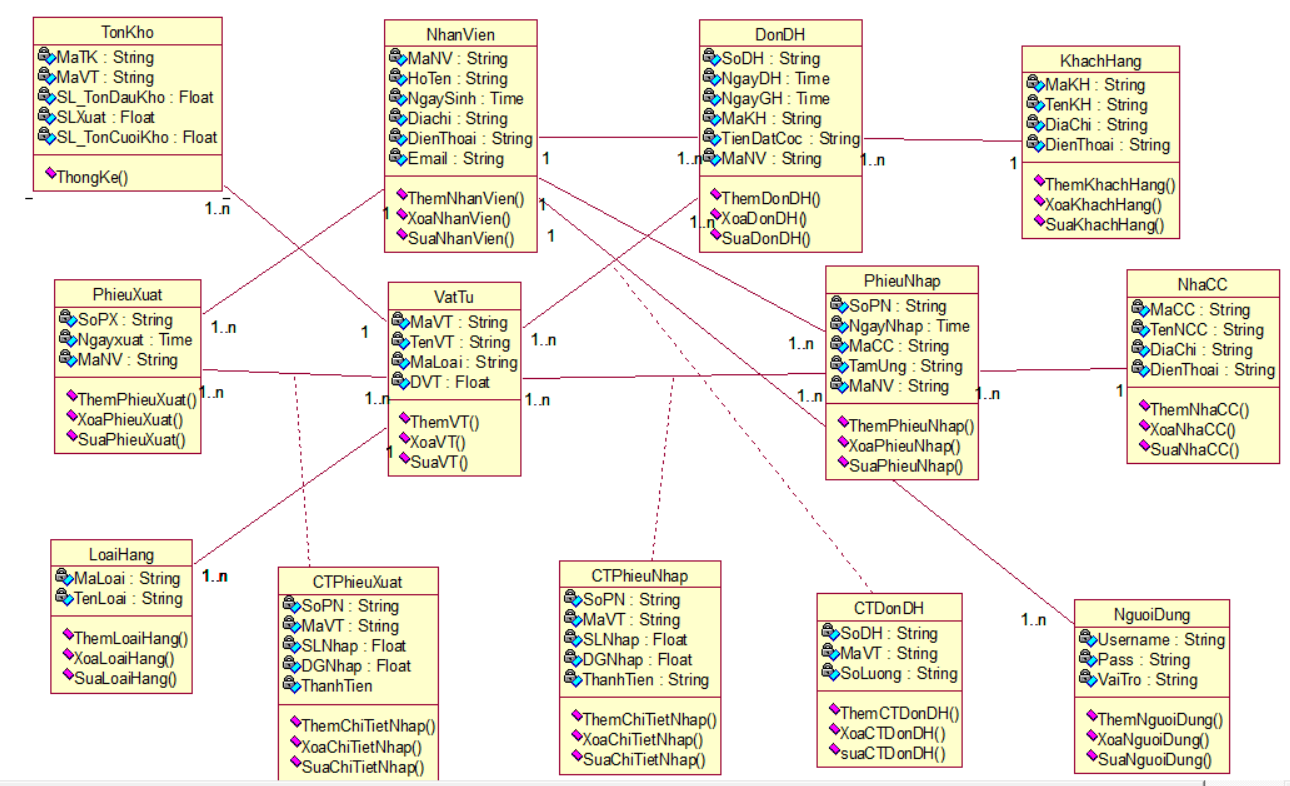 TonKho
MaTK : String
MaVT : String
SL_TonDauKho : Float
SLXuat : Float
SL_TonCuoiKho : Float
ThongKe()
1..n
NhanVien
MaNV : String
HoTen : String
NgaySinh : Time
Diachi : String
DienThoai : String
Email : String
ThemNhanVien()
XoaNhanVien()
SuaNhanVien()
1
1
1
1
DonDH
SoDH : String
NgayDH : Time
NgayGH : Time
MaKH : String
TienDatCoc : String
MaNV : String
ThemDonDH()
XoaDonDH()
SuaDonDH()
1..n
1..n
1..n
KhachHang
MaKH : String
TenKH : String
DiaChi : String
DienThoai : String
ThemKhachHang()
XoaKhachHang()
SuaKhachHang()
1
PhieuXuat
SoPX : String
Ngayxuat : Time
MaNV : String
ThemPhieuXuat()
XoaPhieuXuat()
SuaPhieuXuat()
1..n
1..n
VatTu
MaVT : String
TenVT : String
MaLoai : String
DVT : Float
ThemVT()
XoaVT()
SuaVT()
1
1..n
1..n
1..n
1
PhieuNhap
SoPN : String
NgayNhap : Time
MaCC : String
TamUng : String
MaNV : String
ThemPhieuNhap()
XoaPhieuNhap()
SuaPhieuNhap()
1..n
1..n
1..n
NhaCC
MaCC : String
TenNCC : String
DiaChi : String
DienThoai : String
ThemNhaCC()
XoaNhaCC()
SuaNhaCC()
1
LoaiHang
MaLoai : String
TenLoai : String
ThemLoaiHang()
XoaLoaiHang()
SuaLoaiHang()
1..n
CTPhieuXuat
SoPN : String
MaVT : String
SLNhap : Float
DGNhap : Float
ThanhTien
ThemChiTietNhap()
XoaChiTietNhap()
SuaChiTietNhap()
CTPhieuNhap
SoPN : String
MaVT : String
SLNhap : Float
DGNhap : Float
ThanhTien : String
ThemChiTietNhap()
XoaChiTietNhap()
SuaChiTietNhap()
CTDonDH
SoDH : String
MaVT : String
SoLuong : String
ThemCTDonDH()
XoaCTDonDH()
suaCTDonDH()
NguoiDung
Username : String
Pass : String
VaiTro : String
ThemNguoiDung()
XoaNguoiDung()
SuaNguoiDung()
1..n